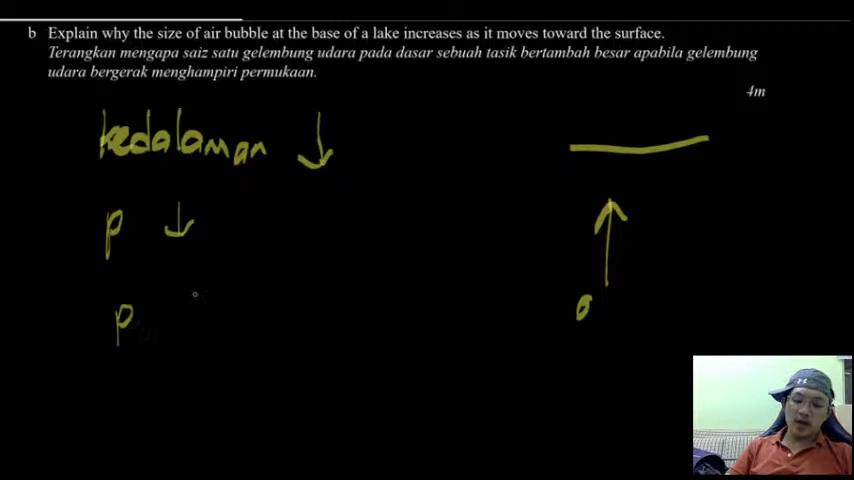 b Explain why the size of air bubble at the base of a lake increases as it moves toward the surface.
Terangkan mengapa saiz satu gelembung udara pada dasar sebuah tasik bertambah besar apabila gelembung
udara bergerak menghampiri permukaan.
4m
kedalaman ↓
P ↓
P